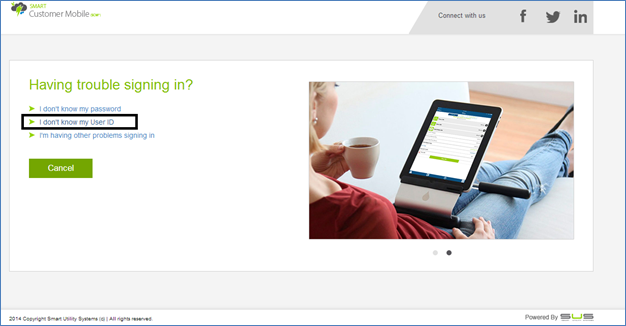 SMART
Customer Mobile
Connect with us
Having trouble signing in?
I don't know my password
I don't know my User ID
I'm having other problems signing in
Cancel
2014 Copyright Smart Utility Systems (c) | All rights reserved.
Powered By SUS